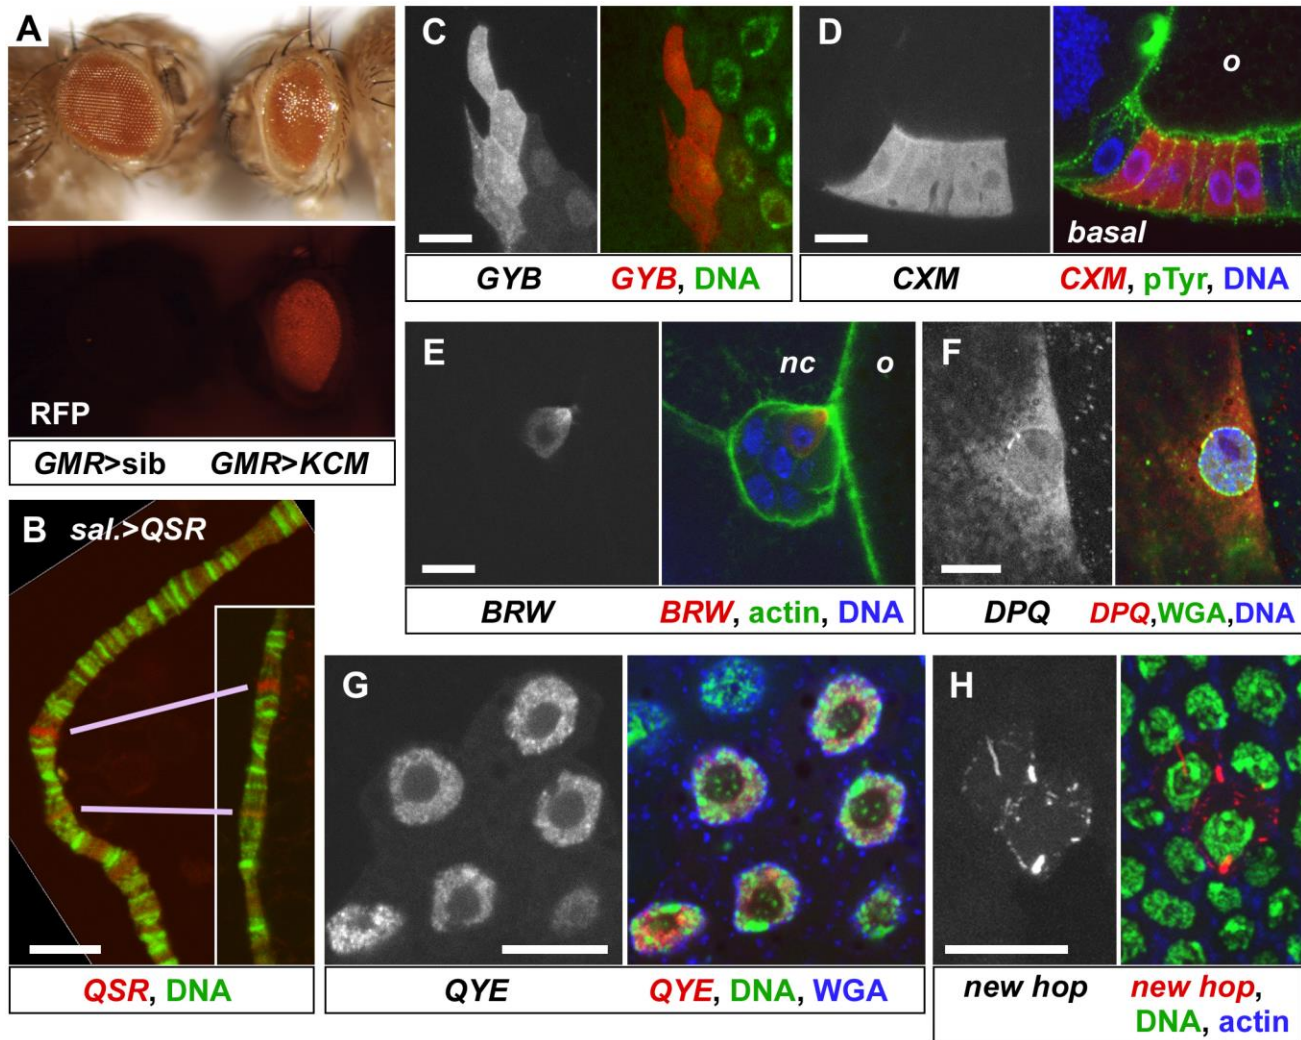 A
RFP
GMR>sib GMR>KCM
B sal.>QSR
QSR, DNA
C
GYB GYB, DNA
D o
basal
CXM CXM, pTyr, DNA
E nc o
BRW BRW, actin, DNA
F
DPQ DPQ,WGA,DNA
G
QYE QYE, DNA, WGA
H
new hop new hop,
DNA, actin